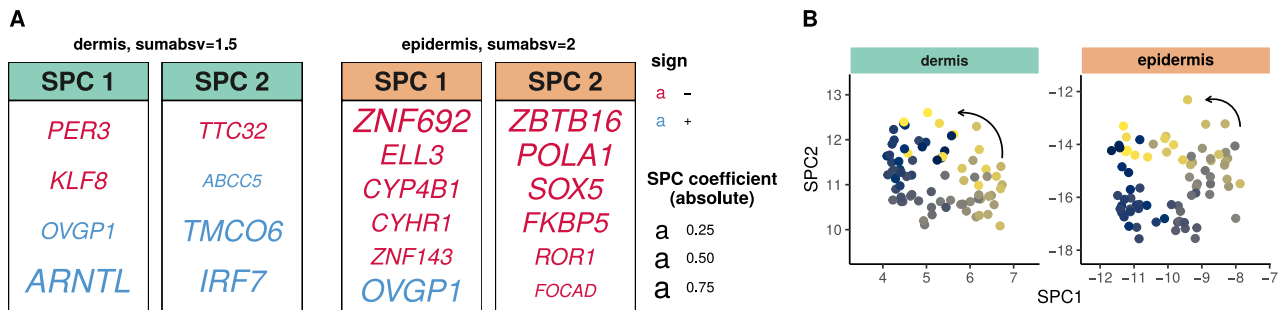 A
dermis, sumabsv=1.5
SPC 1
SPC 2
PER3
KLF8
OVGP1
ARNTL
TTC32
ABCC5
TMCO6
IRF7
epidermis, sumabsv=2
SPC 1
SPC 2
ZNF692
ELL3
CYP4B1
CYHR1
ZNF143
OVGP1
ZBTB16
POLA1
SOX5
FKBP5
ROR1
FOCAD
sign
a −
a +
SPC coefficient
(absolute)
a 0.25
a 0.50
a 0.75
B
dermis
13
12
11
10
SPC2
4 5 6 7
epidermis
−12
−14
−16
−18
−12 −11 −10 −9 −8 −7
SPC1